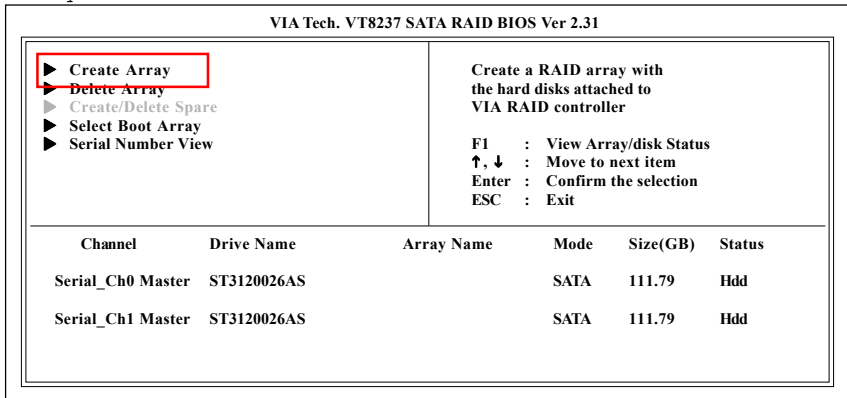 VIA Tech. VT8237 SATA RAID BIOS Ver 2.31
▶ Create Array
▶ Delete Array
▶ Create/Delete Spare
▶ Select Boot Array
▶ Serial Number View
Create a RAID array with
the hard disks attached to
VIA RAID controller
F1 : View Array/disk Status
↑, ↓ : Move to next item
Enter : Confirm the selection
ESC : Exit
Channel Drive Name Array Name Mode Size(GB) Status
Serial_Ch0 Master ST3120026AS SATA 111.79 Hdd
Serial_Ch1 Master ST3120026AS SATA 111.79 Hdd